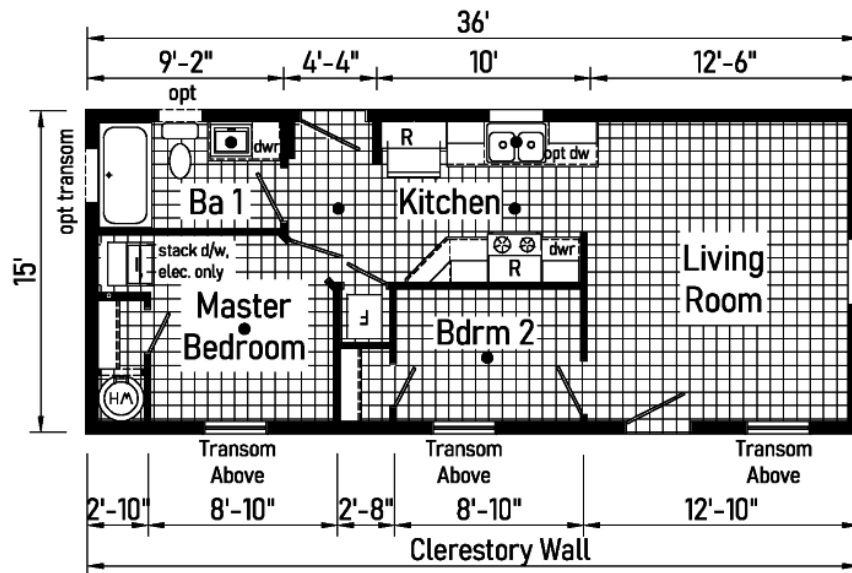 36'
9'-2" 4'-4" 10' 12'-6"
opt
opt transom
15'
dwr
R
opt dw
Ba 1
Kitchen
stack d/w,
elec. only
dwr
R
Living
Room
Master
Bedroom
F
Bdrm 2
WH
Transom
Above
Transom
Above
Transom
Above
2'-10" 8'-10" 2'-8" 8'-10" 12'-10"
Clerestory Wall